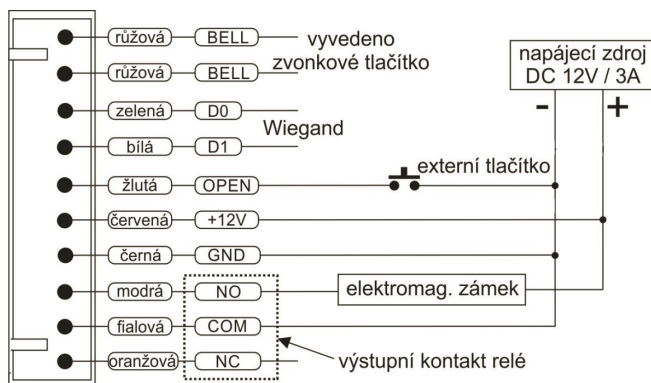 růžová BELL vyvedeno
růžová BELL zvonkové tlačítko
zelená D0
bílá D1 Wiegand
žlutá OPEN externí tlačítko
červená +12V
černá GND
modrá NO elektromag. zámek
fialová COM
oranžová NC výstupní kontakt relé
napájecí zdroj
DC 12V / 3A
- +